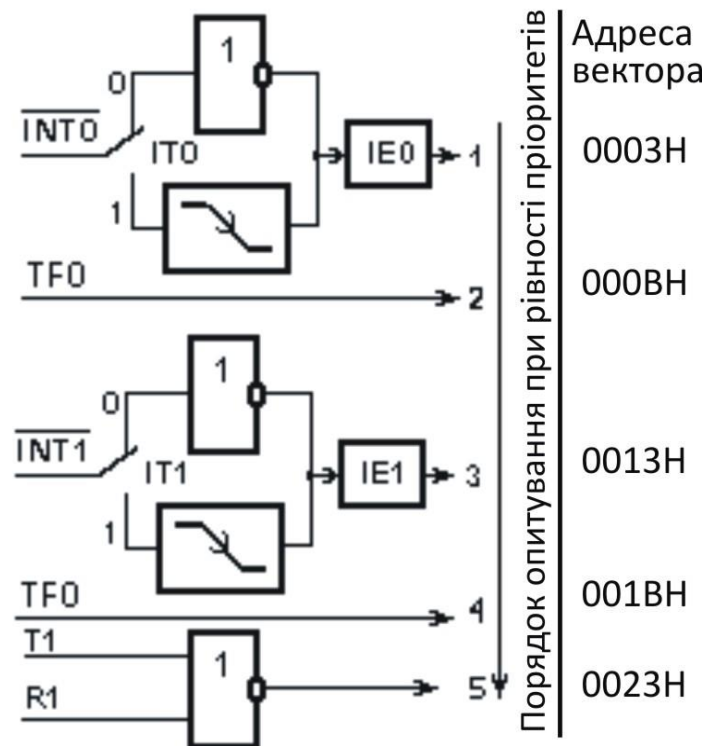 1
0
INT0
IT0
IE0
1
1
TF0
2
1
0
INT1
IT1
IE1
3
1
TF0
4
T1
1
R1
5
Порядок опитування при рівності пріоритетів
Адреса
вектора
0003H
000BH
0013H
001BH
0023H